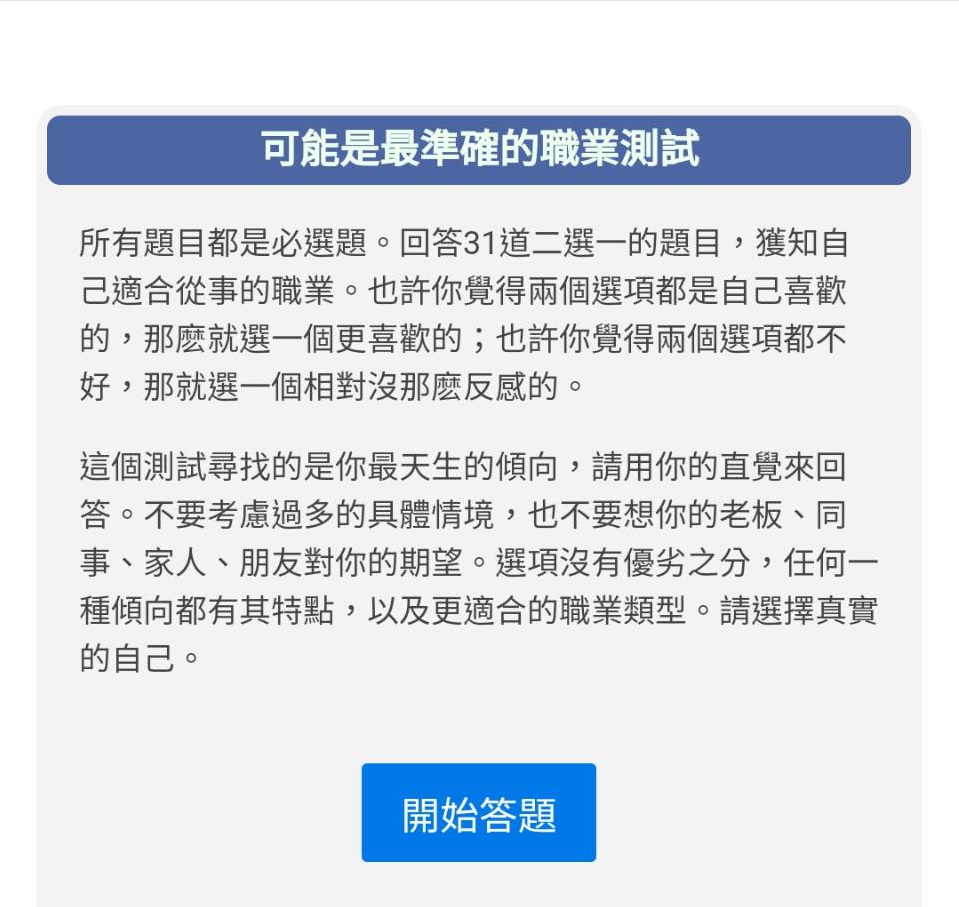 可能是最準確的職業測試
所有題目都是必選題。回答31道二選一的題目，獲知自
己適合從事的職業。也許你覺得兩個選項都是自己喜歡
的，那麽就選一個更喜歡的；也許你覺得兩個選項都不
好，那就選一個相對沒那麽反感的。
這個測試尋找的是你最天生的傾向，請用你的直覺來回
答。不要考慮過多的具體情境，也不要想你的老板、同
事、家人、朋友對你的期望。選項沒有優劣之分，任何一
種傾向都有其特點，以及更適合的職業類型。請選擇真實
的自己。
開始答題